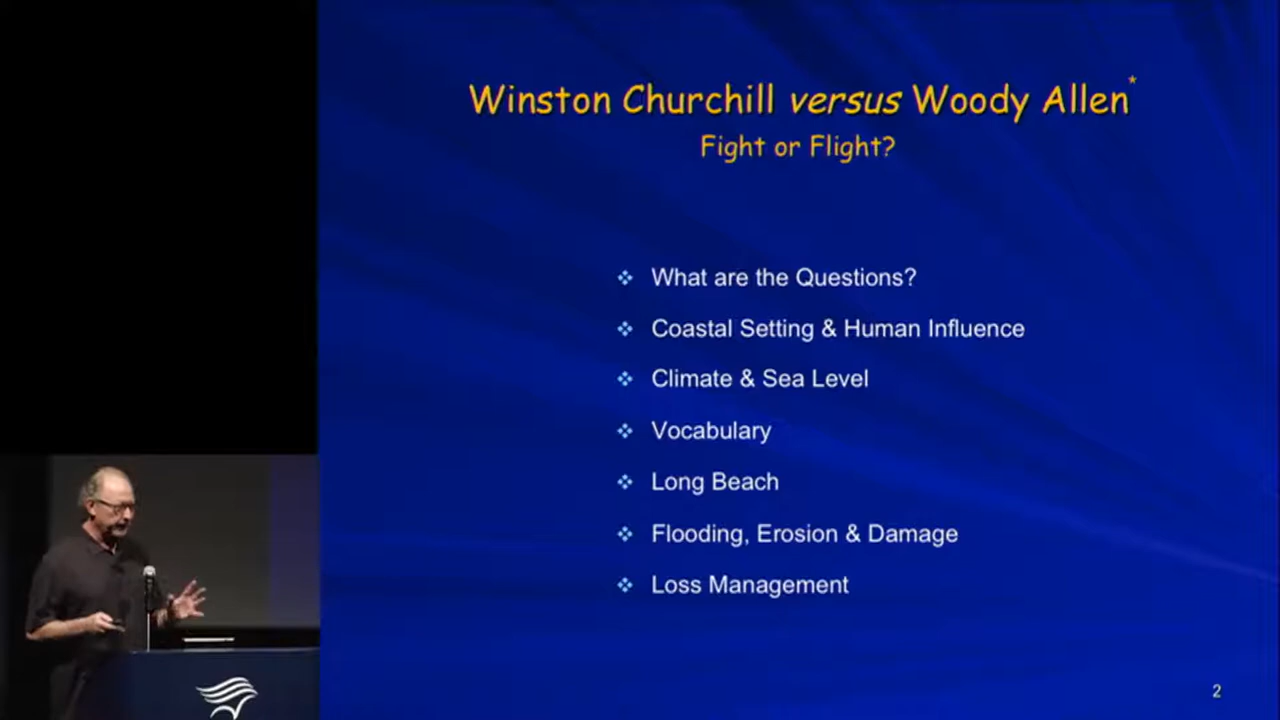 Winston Churchill versus Woody Allen*
Fight or Flight?
What are the Questions?
Coastal Setting & Human Influence
Climate & Sea Level
Vocabulary
Long Beach
Flooding, Erosion & Damage
Loss Management
2